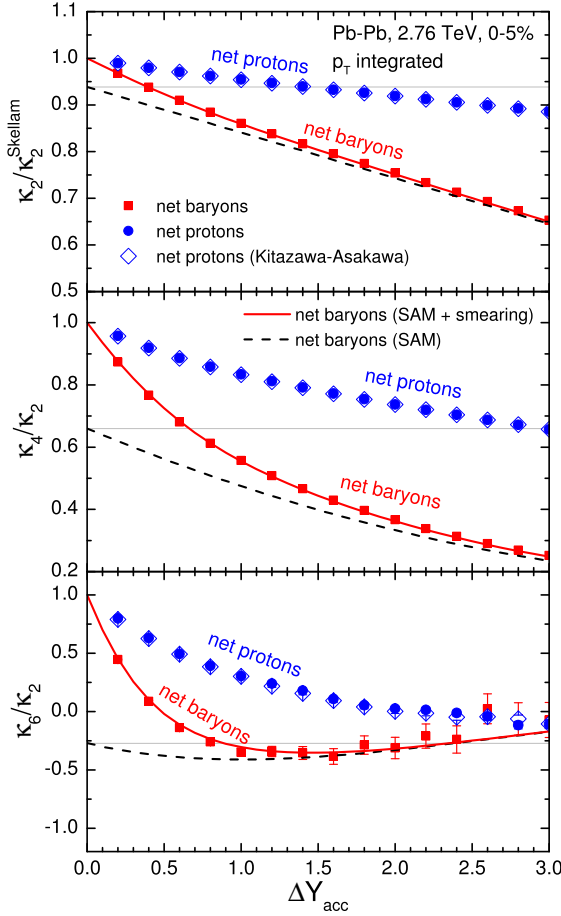 Pb-Pb, 2.76 TeV, 0-5%
p_T integrated
net protons
net baryons
net baryons
net protons
net protons (Kitazawa-Asakawa)
κ₂/κ₂^Skellam
1.1
1.0
0.9
0.8
0.7
0.6
0.5
net baryons (SAM + smearing)
net baryons (SAM)
net protons
net baryons
κ₄/κ₂
1.0
0.8
0.6
0.4
0.2
net protons
net baryons
κ₆/κ₂
1.0
0.5
0.0
-0.5
-1.0
0.0 0.5 1.0 1.5 2.0 2.5 3.0
ΔY_acc